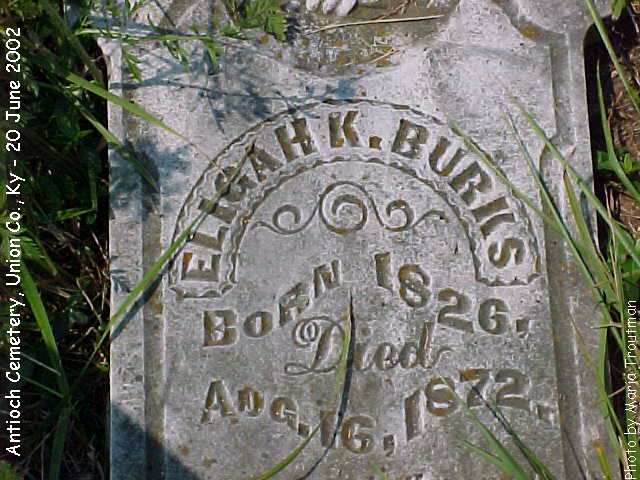 ELIGAH K. BURKS
BORN 1826,
Died
AUG. 16, 1872.
Antioch Cemetery, Union Co., Ky - 20 June 2002
Photo by Maria Troutman